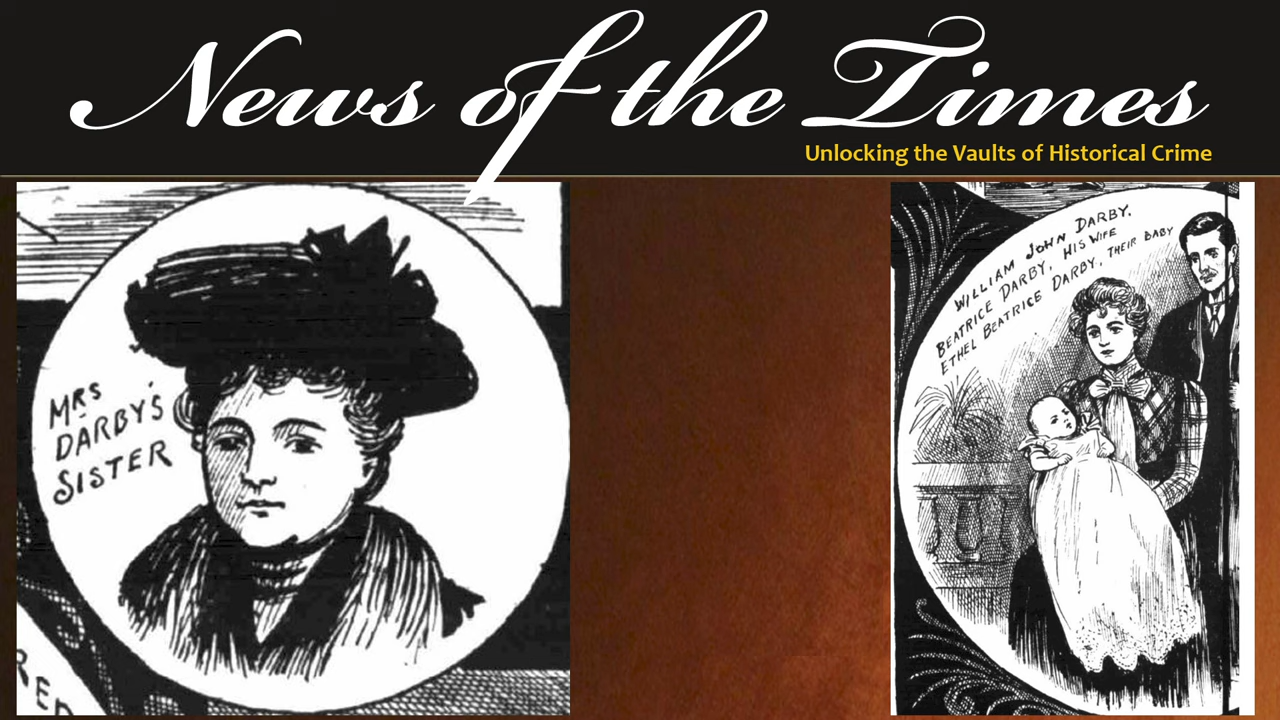 News of the Times
Unlocking the Vaults of Historical Crime
MRS
DARBY'S
SISTER
WILLIAM JOHN DARBY.
BEATRICE DARBY, HIS WIFE
ETHEL BEATRICE DARBY, THEIR BABY